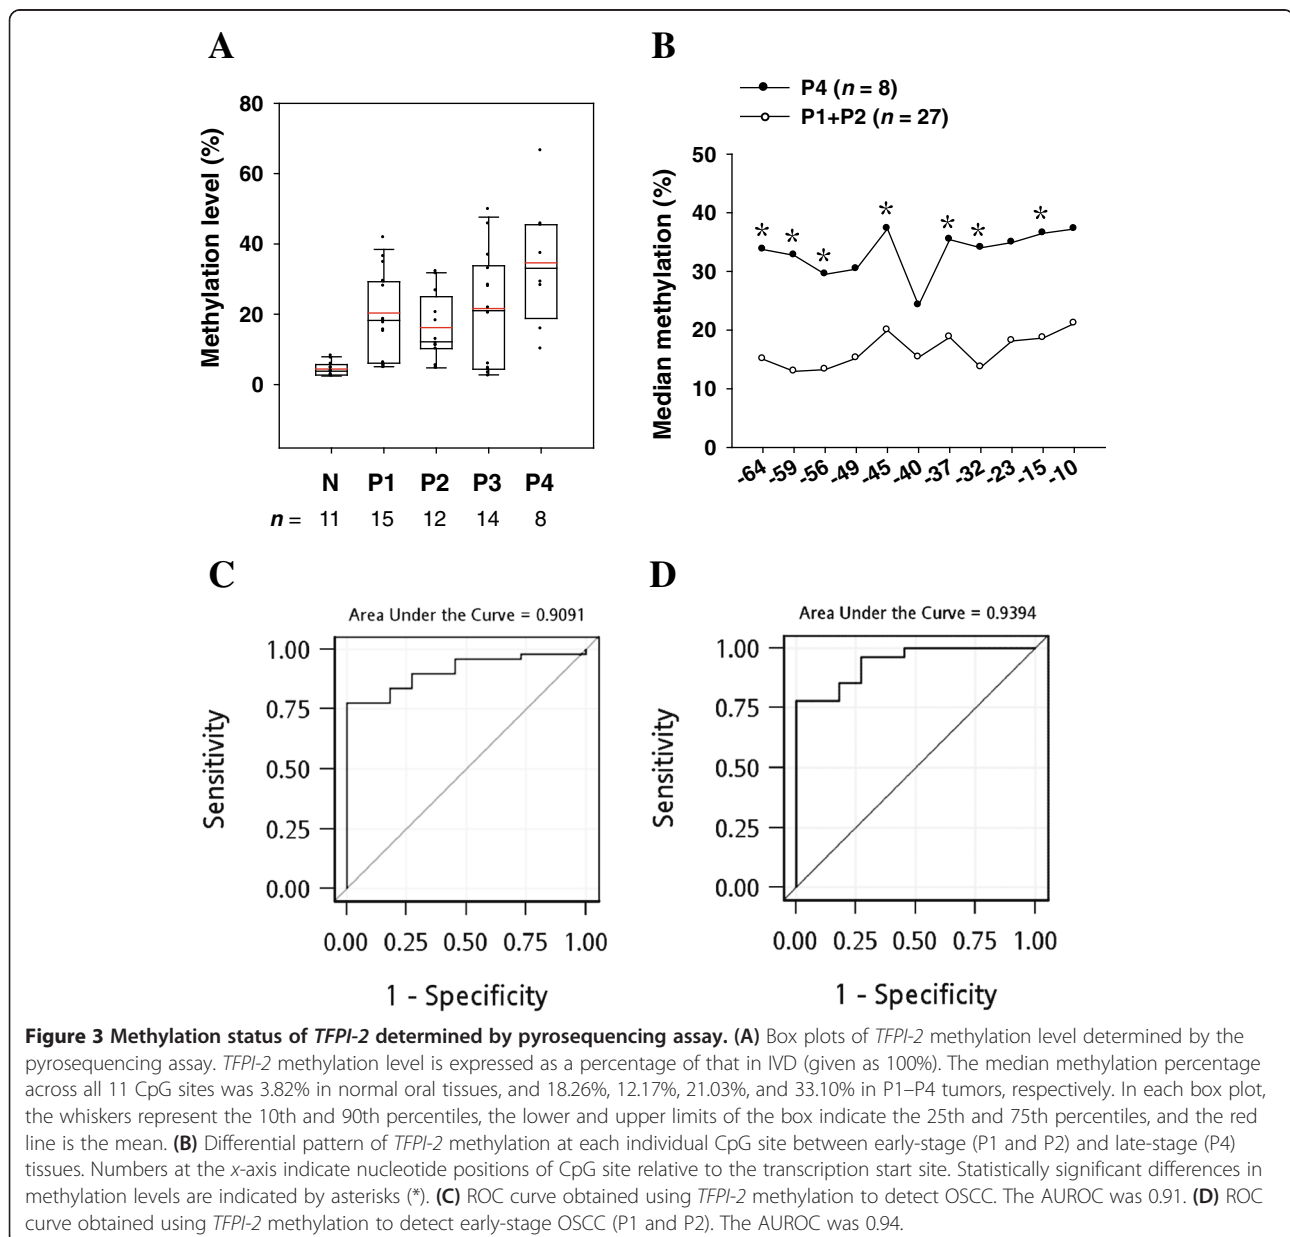 A
Methylation level (%)
80
60
40
20
0
N P1 P2 P3 P4
n = 11 15 12 14 8
B
P4 (n = 8)
P1+P2 (n = 27)
Median methylation (%)
50
40
30
20
10
0
* * * * * * *
-64 -59 -56 -49 -45 -40 -37 -32 -23 -15 -10
C
Area Under the Curve = 0.9091
Sensitivity
1.00
0.75
0.50
0.25
0.00
0.00 0.25 0.50 0.75 1.00
1 - Specificity
D
Area Under the Curve = 0.9394
Sensitivity
1.00
0.75
0.50
0.25
0.00
0.00 0.25 0.50 0.75 1.00
1 - Specificity
Figure 3 Methylation status of TFPI-2 determined by pyrosequencing assay. (A) Box plots of TFPI-2 methylation level determined by the
pyrosequencing assay. TFPI-2 methylation level is expressed as a percentage of that in IVD (given as 100%). The median methylation percentage
across all 11 CpG sites was 3.82% in normal oral tissues, and 18.26%, 12.17%, 21.03%, and 33.10% in P1–P4 tumors, respectively. In each box plot,
the whiskers represent the 10th and 90th percentiles, the lower and upper limits of the box indicate the 25th and 75th percentiles, and the red
line is the mean. (B) Differential pattern of TFPI-2 methylation at each individual CpG site between early-stage (P1 and P2) and late-stage (P4)
tissues. Numbers at the x-axis indicate nucleotide positions of CpG site relative to the transcription start site. Statistically significant differences in
methylation levels are indicated by asterisks (*). (C) ROC curve obtained using TFPI-2 methylation to detect OSCC. The AUROC was 0.91. (D) ROC
curve obtained using TFPI-2 methylation to detect early-stage OSCC (P1 and P2). The AUROC was 0.94.